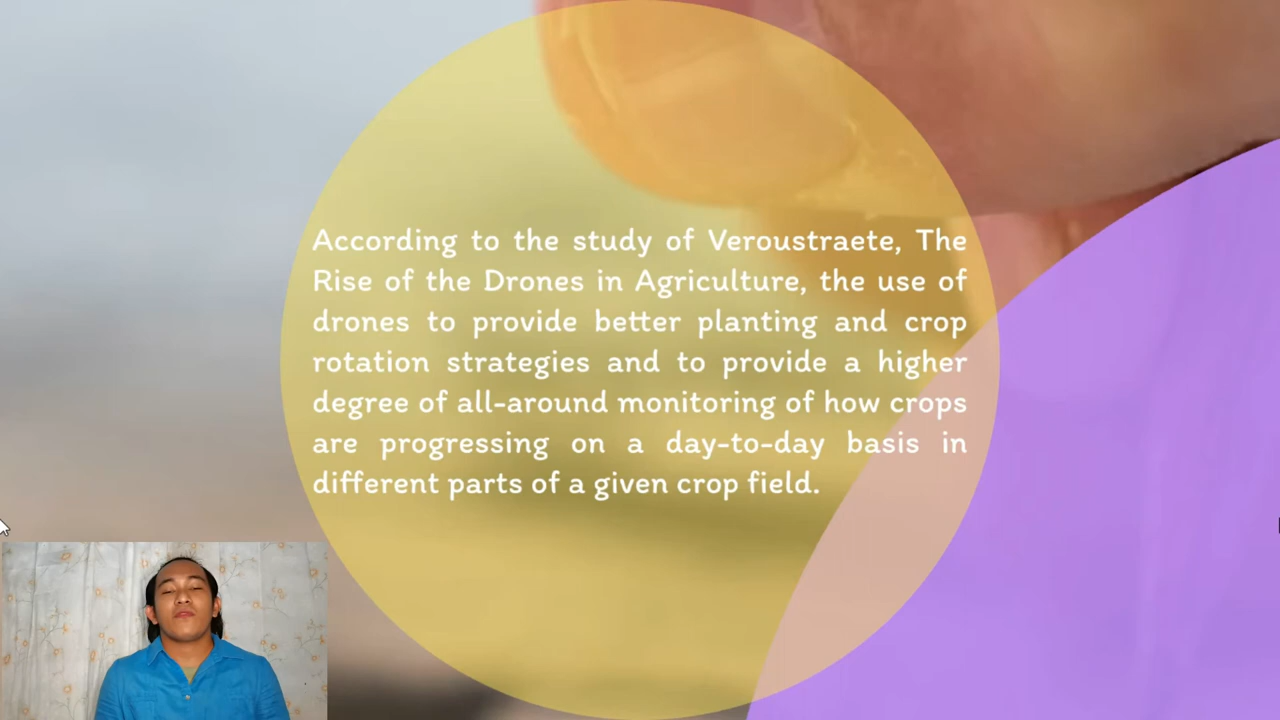 According to the study of Veroustraete, The
Rise of the Drones in Agriculture, the use of
drones to provide better planting and crop
rotation strategies and to provide a higher
degree of all-around monitoring of how crops
are progressing on a day-to-day basis in
different parts of a given crop field.